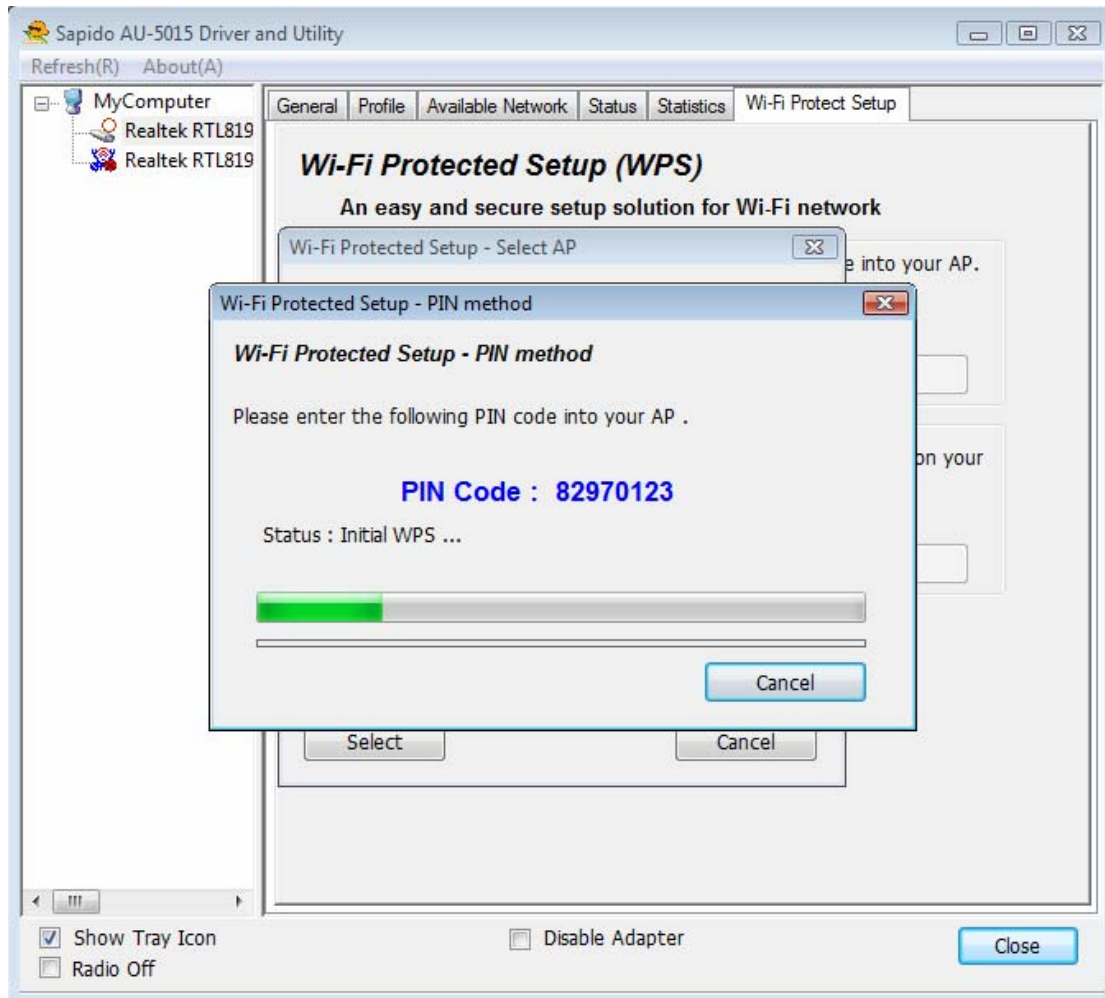 Sapido AU-5015 Driver and Utility
Refresh(R) About(A)
MyComputer
Realtek RTL819
Realtek RTL819
General Profile Available Network Status Statistics Wi-Fi Protect Setup
Wi-Fi Protected Setup (WPS)
An easy and secure setup solution for Wi-Fi network
Wi-Fi Protected Setup - Select AP
into your AP.
Wi-Fi Protected Setup - PIN method
Wi-Fi Protected Setup - PIN method
Please enter the following PIN code into your AP .
on your
PIN Code : 82970123
Status : Initial WPS ...
Cancel
Select Cancel
Show Tray Icon Disable Adapter Close
Radio Off